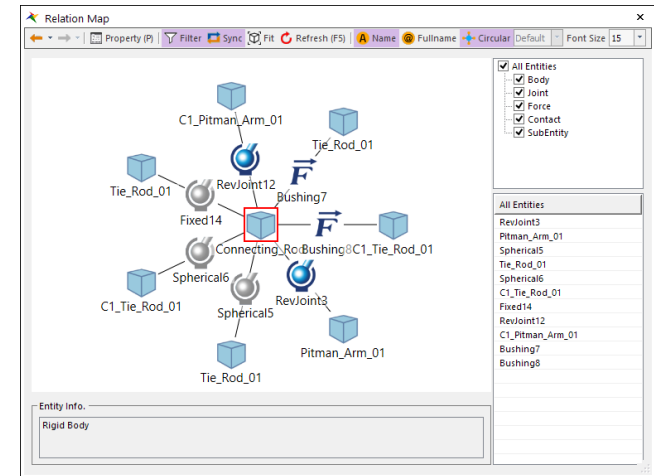 Relation Map
Property (P) Filter Sync Fit Refresh (F5) A Name @ Fullname Circular Default Font Size 15
C1_Pitman_Arm_01
Tie_Rod_01
RevJoint12
Tie_Rod_01
F
Bushing7
Fixed14
F
Connecting_Rod Bushing8 C1_Tie_Rod_01
Spherical6
C1_Tie_Rod_01
Spherical5
RevJoint3
Pitman_Arm_01
Tie_Rod_01
Entity Info.
Rigid Body
All Entities
Body
Joint
Force
Contact
SubEntity
All Entities
RevJoint3
Pitman_Arm_01
Spherical5
Tie_Rod_01
Spherical6
C1_Tie_Rod_01
Fixed14
RevJoint12
C1_Pitman_Arm_01
Bushing7
Bushing8